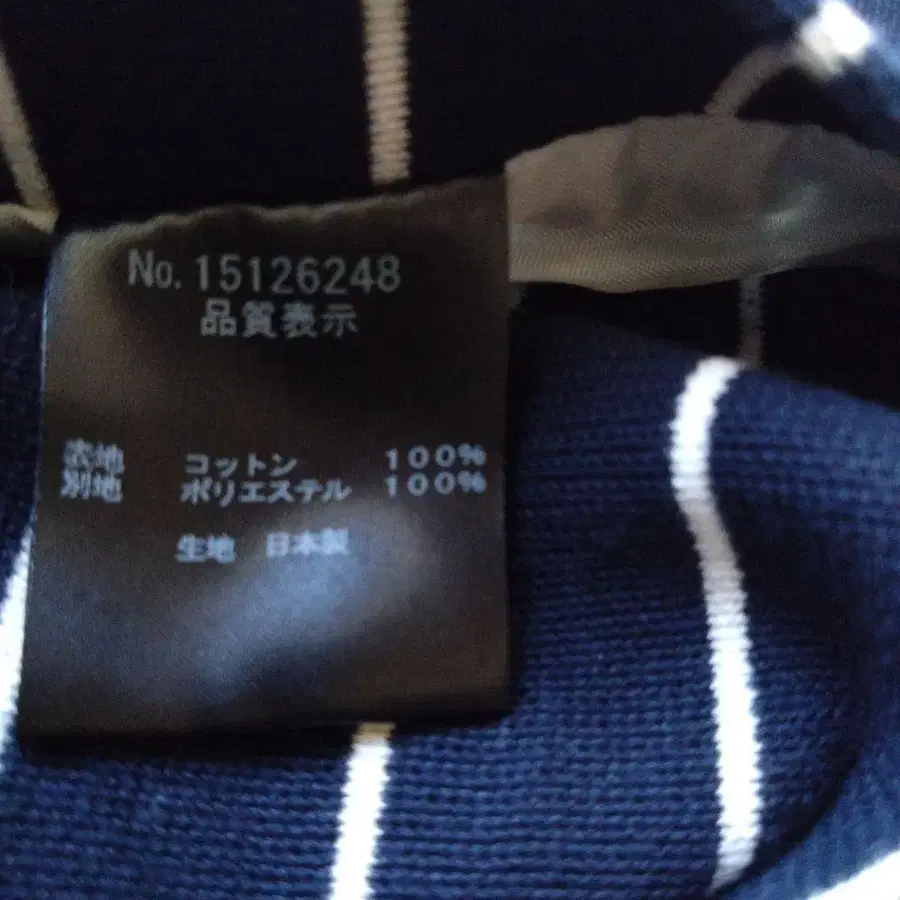 No. 15126248
品質表示
衣地 コットン 100%
別地 ポリエステル 100%
生地 日本製